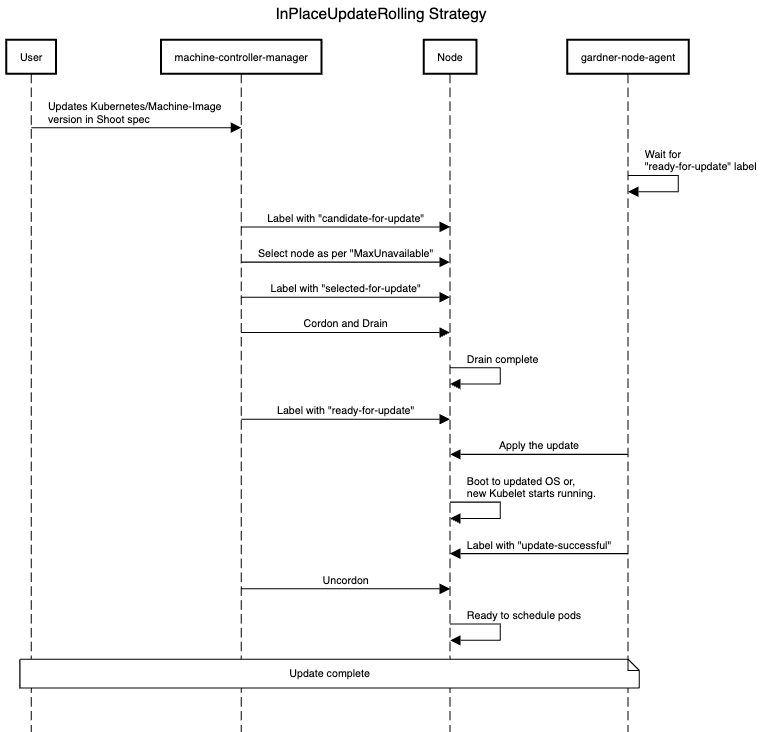 InPlaceUpdateRolling Strategy
User
machine-controller-manager
Node
gardner-node-agent
Updates Kubernetes/Machine-Image
version in Shoot spec
Wait for
"ready-for-update" label
Label with "candidate-for-update"
Select node as per "MaxUnavailable"
Label with "selected-for-update"
Cordon and Drain
Drain complete
Label with "ready-for-update"
Apply the update
Boot to updated OS or,
new Kubelet starts running.
Label with "update-successful"
Uncordon
Ready to schedule pods
Update complete